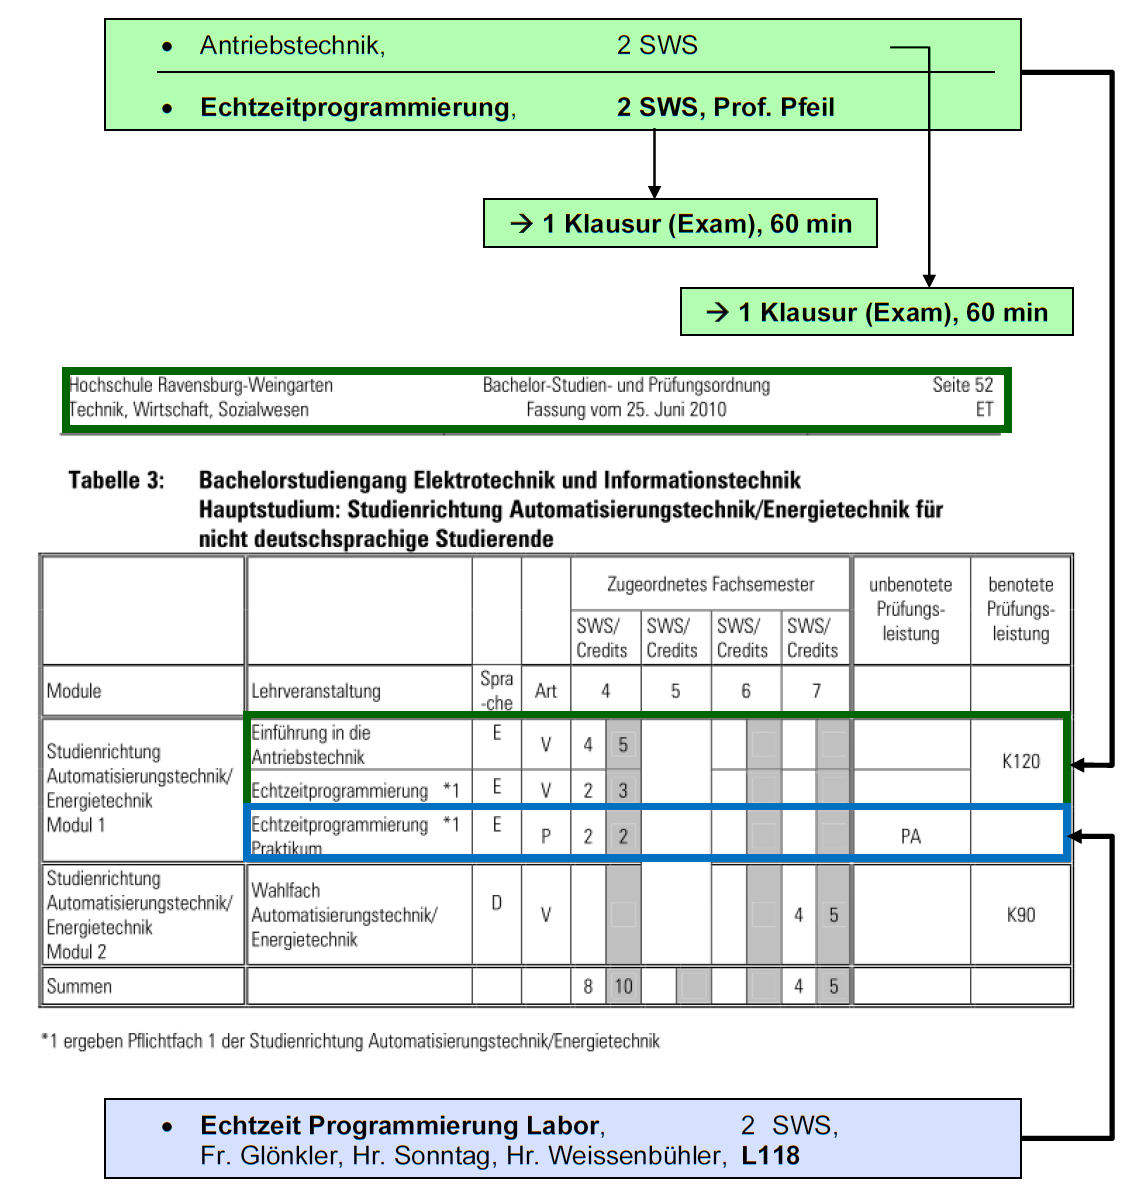 • Antriebstechnik, 2 SWS
• Echtzeitprogrammierung, 2 SWS, Prof. Pfeil
→ 1 Klausur (Exam), 60 min
→ 1 Klausur (Exam), 60 min
Hochschule Ravensburg-Weingarten Bachelor-Studien- und Prüfungsordnung Seite 52
Technik, Wirtschaft, Sozialwesen Fassung vom 25. Juni 2010 ET
Tabelle 3: Bachelorstudiengang Elektrotechnik und Informationstechnik
Hauptstudium: Studienrichtung Automatisierungstechnik/Energietechnik für
nicht deutschsprachige Studierende
Zugeordnetes Fachsemester
unbenotete
Prüfungs-
leistung
benotete
Prüfungs-
leistung
SWS/ SWS/ SWS/ SWS/
Credits Credits Credits Credits
Module Lehrveranstaltung Spra
-che Art 4 5 6 7
Studienrichtung
Automatisierungstechnik/
Energietechnik
Modul 1
Einführung in die
Antriebstechnik E V 4 5
K120
Echtzeitprogrammierung *1 E V 2 3
Echtzeitprogrammierung *1
Praktikum E P 2 2 PA
Studienrichtung
Automatisierungstechnik/
Energietechnik
Modul 2
Wahlfach
Automatisierungstechnik/
Energietechnik D V 4 5 K90
Summen 8 10 4 5
*1 ergeben Pflichtfach 1 der Studienrichtung Automatisierungstechnik/Energietechnik
• Echtzeit Programmierung Labor, 2 SWS,
Fr. Glönkler, Hr. Sonntag, Hr. Weissenbühler, L118